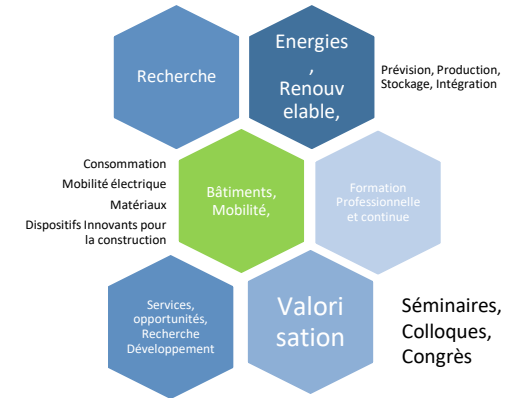 Recherche
Energies
,
Renouv
elable,
Prévision, Production,
Stockage, Intégration
Consommation
Mobilité électrique
Matériaux
Dispositifs Innovants pour
la construction
Bâtiments,
Mobilité,
Formation
Professionnelle
et continue
Services,
opportunités,
Recherche
Développement
Valori
sation
Séminaires,
Colloques,
Congrès